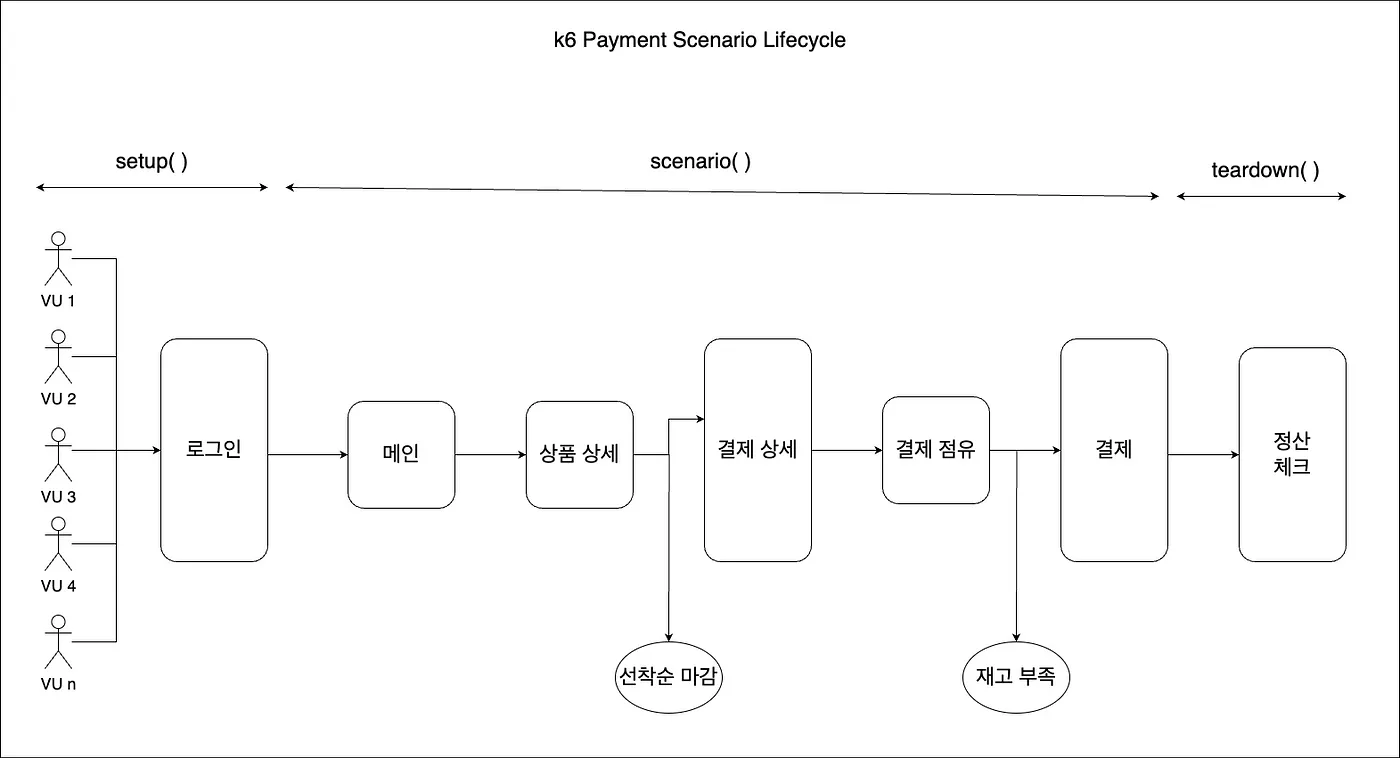 k6 Payment Scenario Lifecycle
setup( )
scenario( )
teardown( )
VU 1
VU 2
VU 3
VU 4
VU n
로그인
메인
상품 상세
결제 상세
결제 점유
결제
정산
체크
선착순 마감
재고 부족